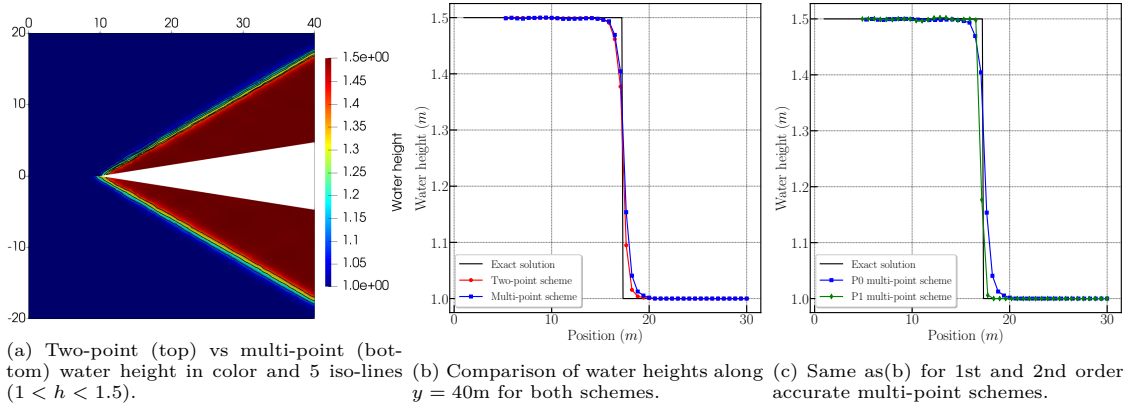 0
10
20
30
40
20
10
0
-10
-20
1.5e+00
1.45
1.4
1.35
1.3
1.25
1.2
1.15
1.1
1.05
1.0e+00
Water height
(a) Two-point (top) vs multi-point (bot-
tom) water height in color and 5 iso-lines
(1 < h < 1.5).
1.5
1.4
1.3
1.2
1.1
1.0
Water height (m)
Exact solution
Two-point scheme
Multi-point scheme
0
10
20
30
Position (m)
(b) Comparison of water heights along
y = 40m for both schemes.
1.5
1.4
1.3
1.2
1.1
1.0
Water height (m)
Exact solution
P0 multi-point scheme
P1 multi-point scheme
0
10
20
30
Position (m)
(c) Same as(b) for 1st and 2nd order
accurate multi-point schemes.